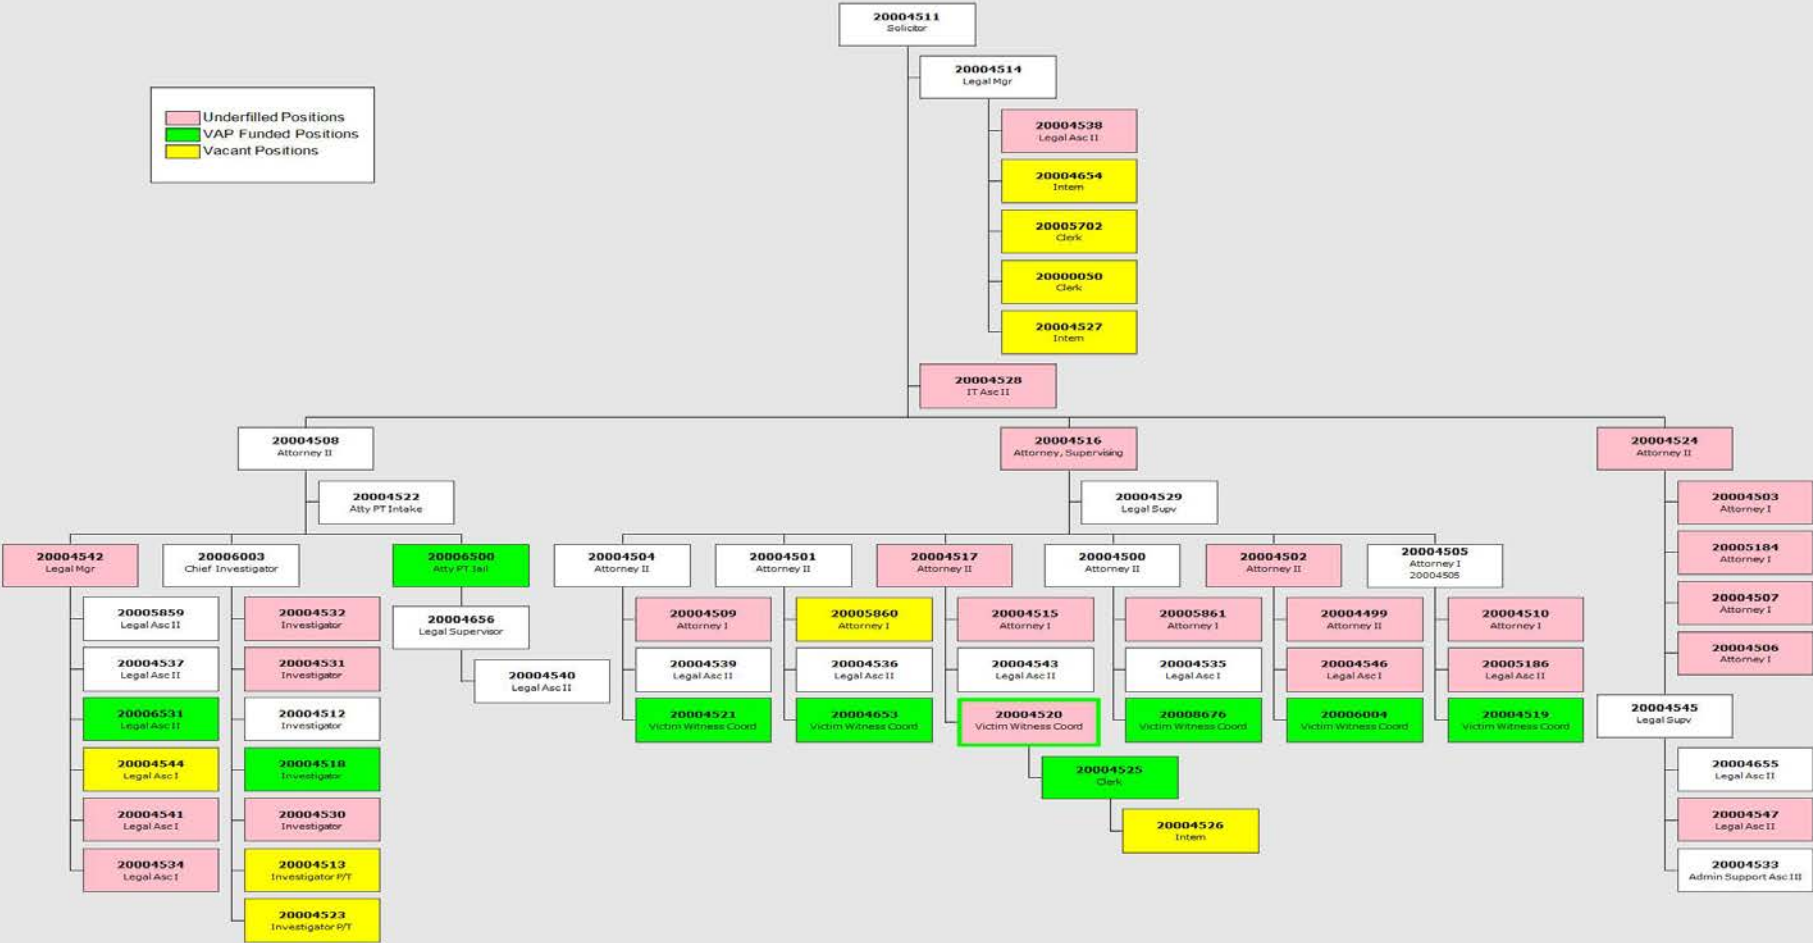 20004511
Solicitor
20004514
Legal Mgr
Underfilled Positions
VAP Funded Positions
Vacant Positions
20004538
Legal Asc II
20004654
Intern
20005702
Clerk
20000050
Clerk
20004527
Intern
20004528
IT Asc II
20004508
Attorney II
20004516
Attorney, Supervising
20004524
Attorney II
20004522
Atty PT Intake
20004529
Legal Supv
20004503
Attorney I
20005184
Attorney I
20004507
Attorney I
20004506
Attorney I
20004542
Legal Mgr
20006003
Chief Investigator
20006500
Atty PT Jail
20004504
Attorney II
20004501
Attorney II
20004517
Attorney II
20004500
Attorney II
20004502
Attorney II
20004505
Attorney I
20004505
20005859
Legal Asc II
20004537
Legal Asc II
20006531
Legal Asc II
20004544
Legal Asc I
20004541
Legal Asc I
20004534
Legal Asc I
20004532
Investigator
20004531
Investigator
20004512
Investigator
20004518
Investigator
20004530
Investigator
20004513
Investigator P/T
20004523
Investigator P/T
20004656
Legal Supervisor
20004540
Legal Asc II
20004509
Attorney I
20004539
Legal Asc II
20004521
Victim Witness Coord
20005860
Attorney I
20004536
Legal Asc II
20004653
Victim Witness Coord
20004515
Attorney I
20004543
Legal Asc II
20004520
Victim Witness Coord
20004525
Clerk
20004526
Intern
20005861
Attorney I
20004535
Legal Asc I
20008676
Victim Witness Coord
20004499
Attorney II
20004546
Legal Asc I
20006004
Victim Witness Coord
20004510
Attorney I
20005186
Legal Asc II
20004519
Victim Witness Coord
20004545
Legal Supv
20004655
Legal Asc II
20004547
Legal Asc II
20004533
Admin Support Asc III